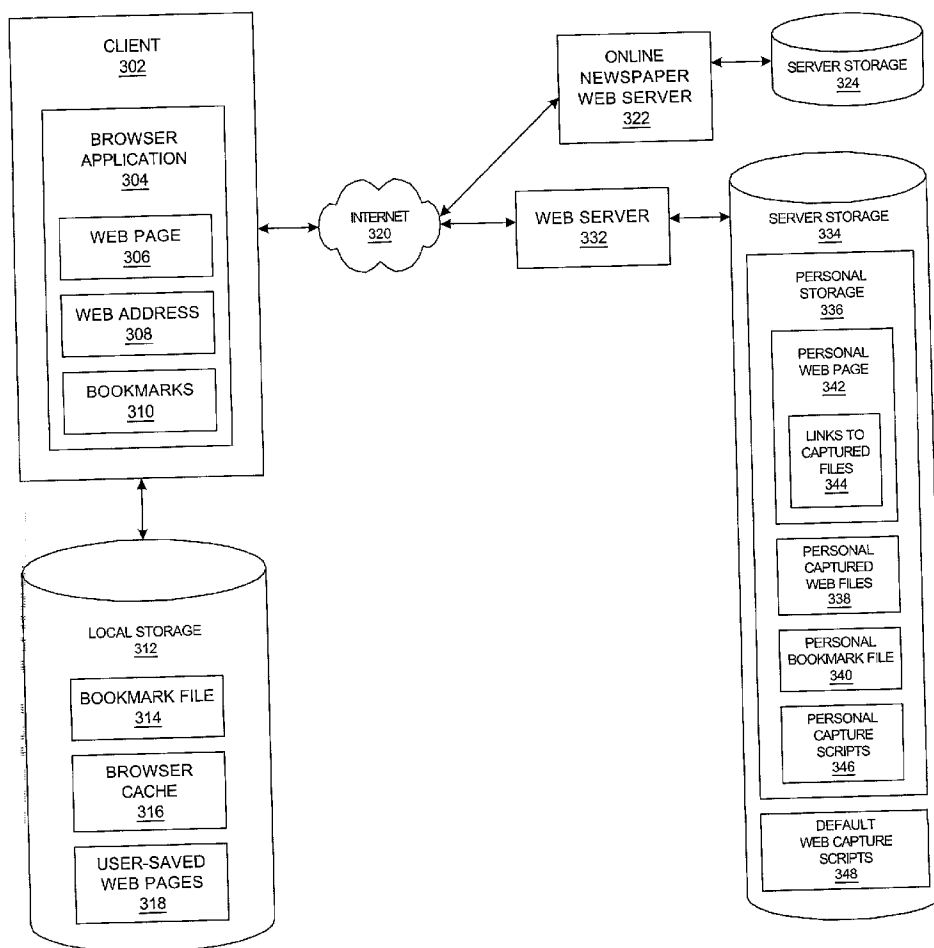 CLIENT
302
BROWSER
APPLICATION
304
WEB PAGE
306
WEB ADDRESS
308
BOOKMARKS
310
LOCAL STORAGE
312
BOOKMARK FILE
314
BROWSER
CACHE
316
USER-SAVED
WEB PAGES
318
INTERNET
320
ONLINE
NEWSPAPER
WEB SERVER
322
SERVER STORAGE
324
WEB SERVER
332
SERVER STORAGE
334
PERSONAL
STORAGE
336
PERSONAL
WEB PAGE
342
LINKS TO
CAPTURED
FILES
344
PERSONAL
CAPTURED
WEB FILES
338
PERSONAL
BOOKMARK FILE
340
PERSONAL
CAPTURE
SCRIPTS
346
DEFAULT
WEB CAPTURE
SCRIPTS
348